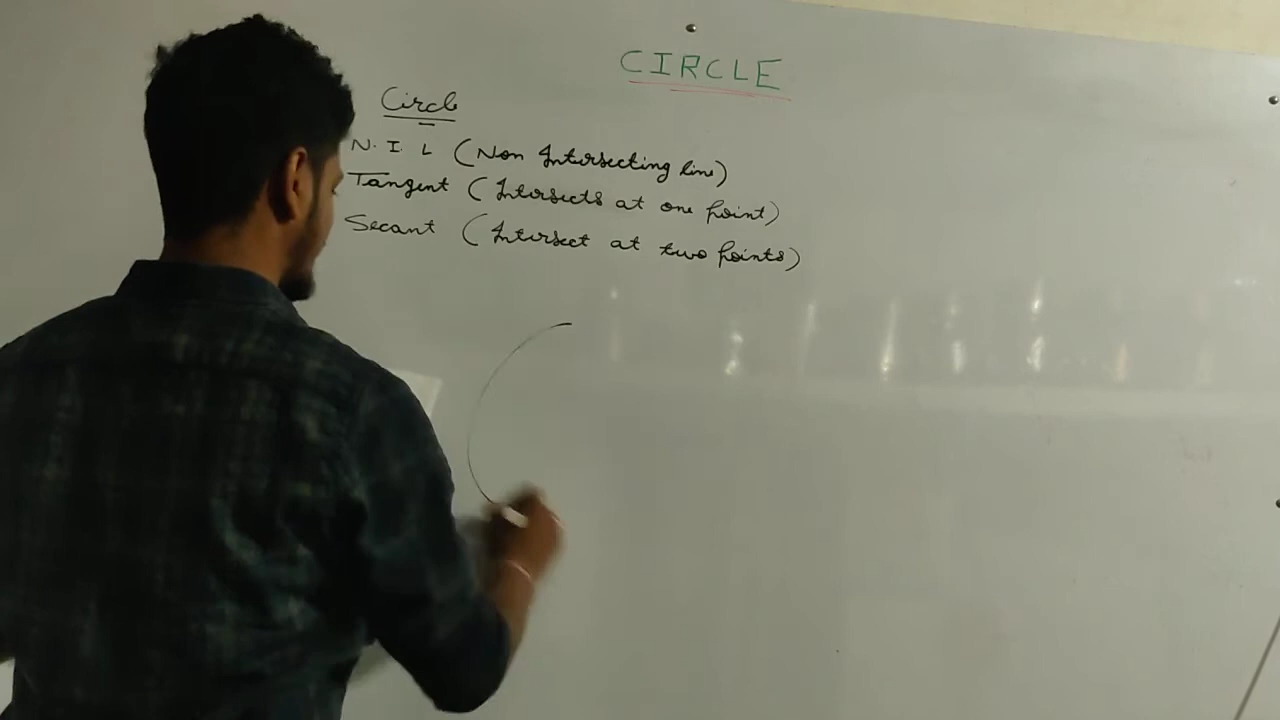 CIRCLE
Circle
N. I. L (Non Intersecting line)
Tangent (Intersects at one point)
Secant (Intersect at two points)